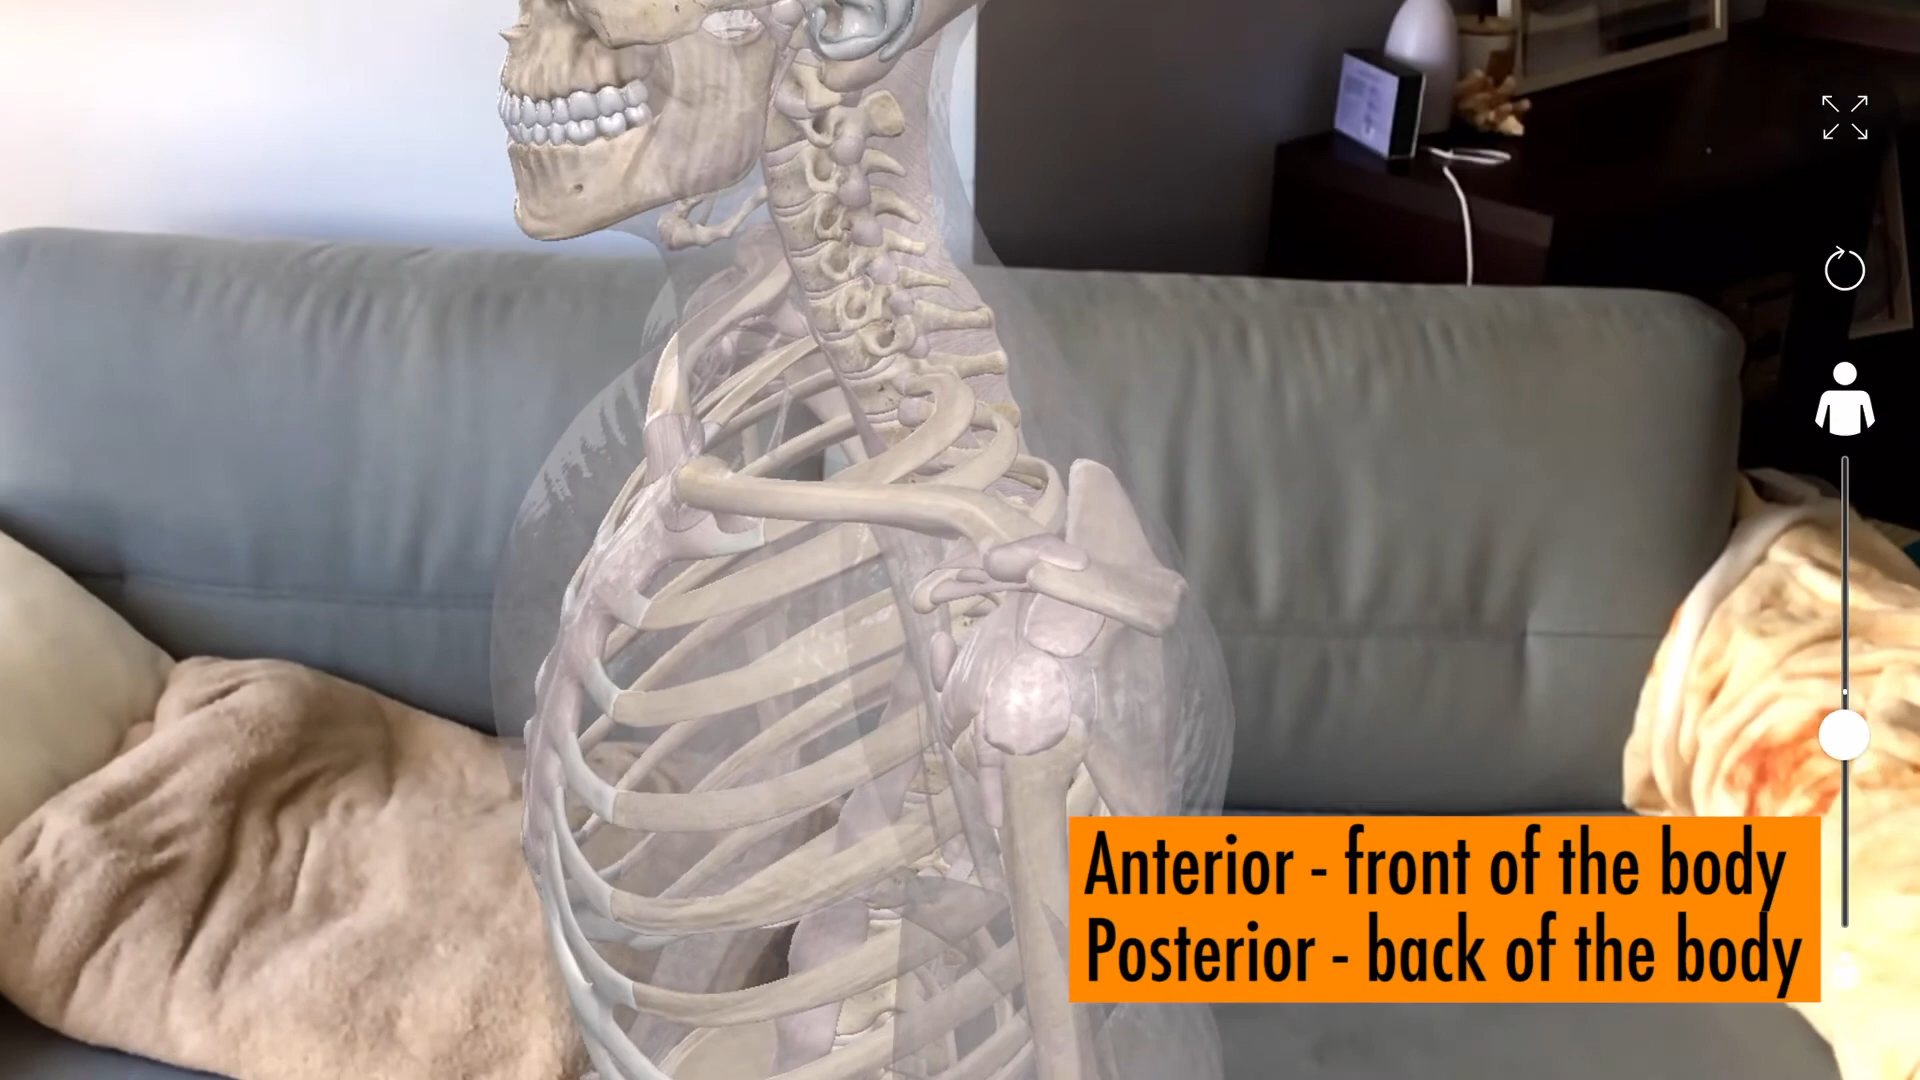 Anterior - front of the body
Posterior - back of the body